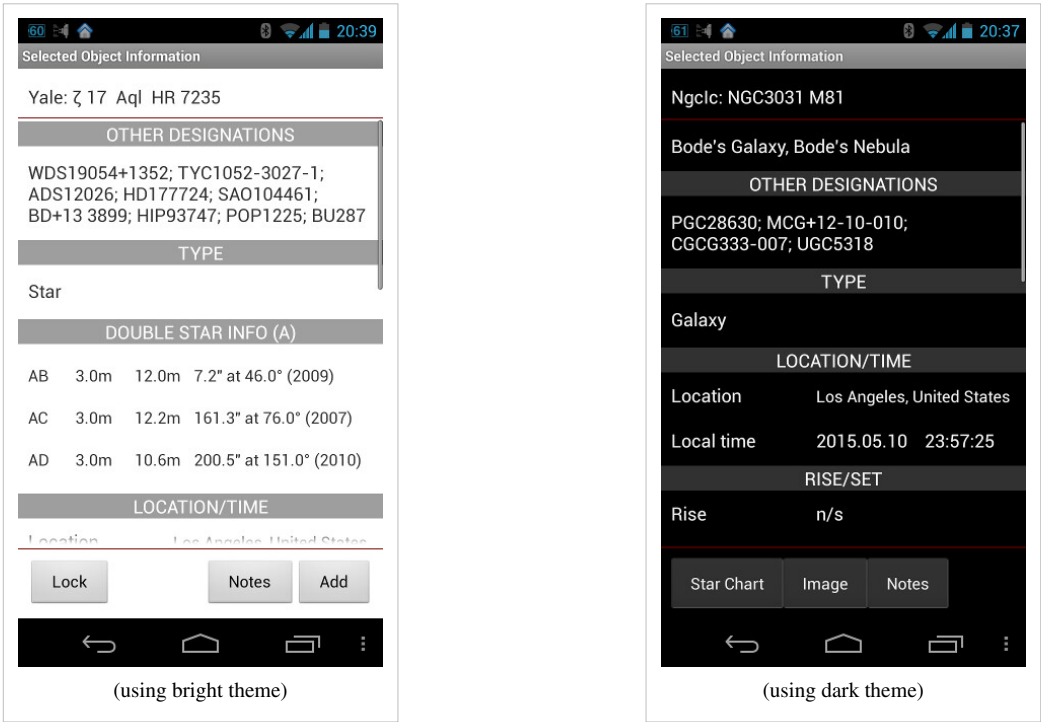 60 20:39
Selected Object Information
Yale: ζ 17 Aql HR 7235
OTHER DESIGNATIONS
WDS19054+1352; TYC1052-3027-1;
ADS12026; HD177724; SAO104461;
BD+13 3899; HIP93747; POP1225; BU287
TYPE
Star
DOUBLE STAR INFO (A)
AB 3.0m 12.0m 7.2" at 46.0° (2009)
AC 3.0m 12.2m 161.3" at 76.0° (2007)
AD 3.0m 10.6m 200.5" at 151.0° (2010)
LOCATION/TIME
Location Los Angeles, United States
Lock Notes Add
(using bright theme)
61 20:37
Selected Object Information
NgcIc: NGC3031 M81
Bode's Galaxy, Bode's Nebula
OTHER DESIGNATIONS
PGC28630; MCG+12-10-010;
CGCG333-007; UGC5318
TYPE
Galaxy
LOCATION/TIME
Location Los Angeles, United States
Local time 2015.05.10 23:57:25
RISE/SET
Rise n/s
Star Chart Image Notes
(using dark theme)